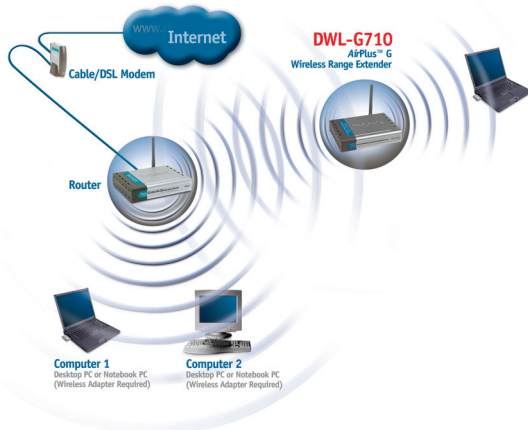 www.
Internet
Cable/DSL Modem
DWL-G710
AirPlus™ G
Wireless Range Extender
Router
Computer 1
Desktop PC or Notebook PC
(Wireless Adapter Required)
Computer 2
Desktop PC or Notebook PC
(Wireless Adapter Required)